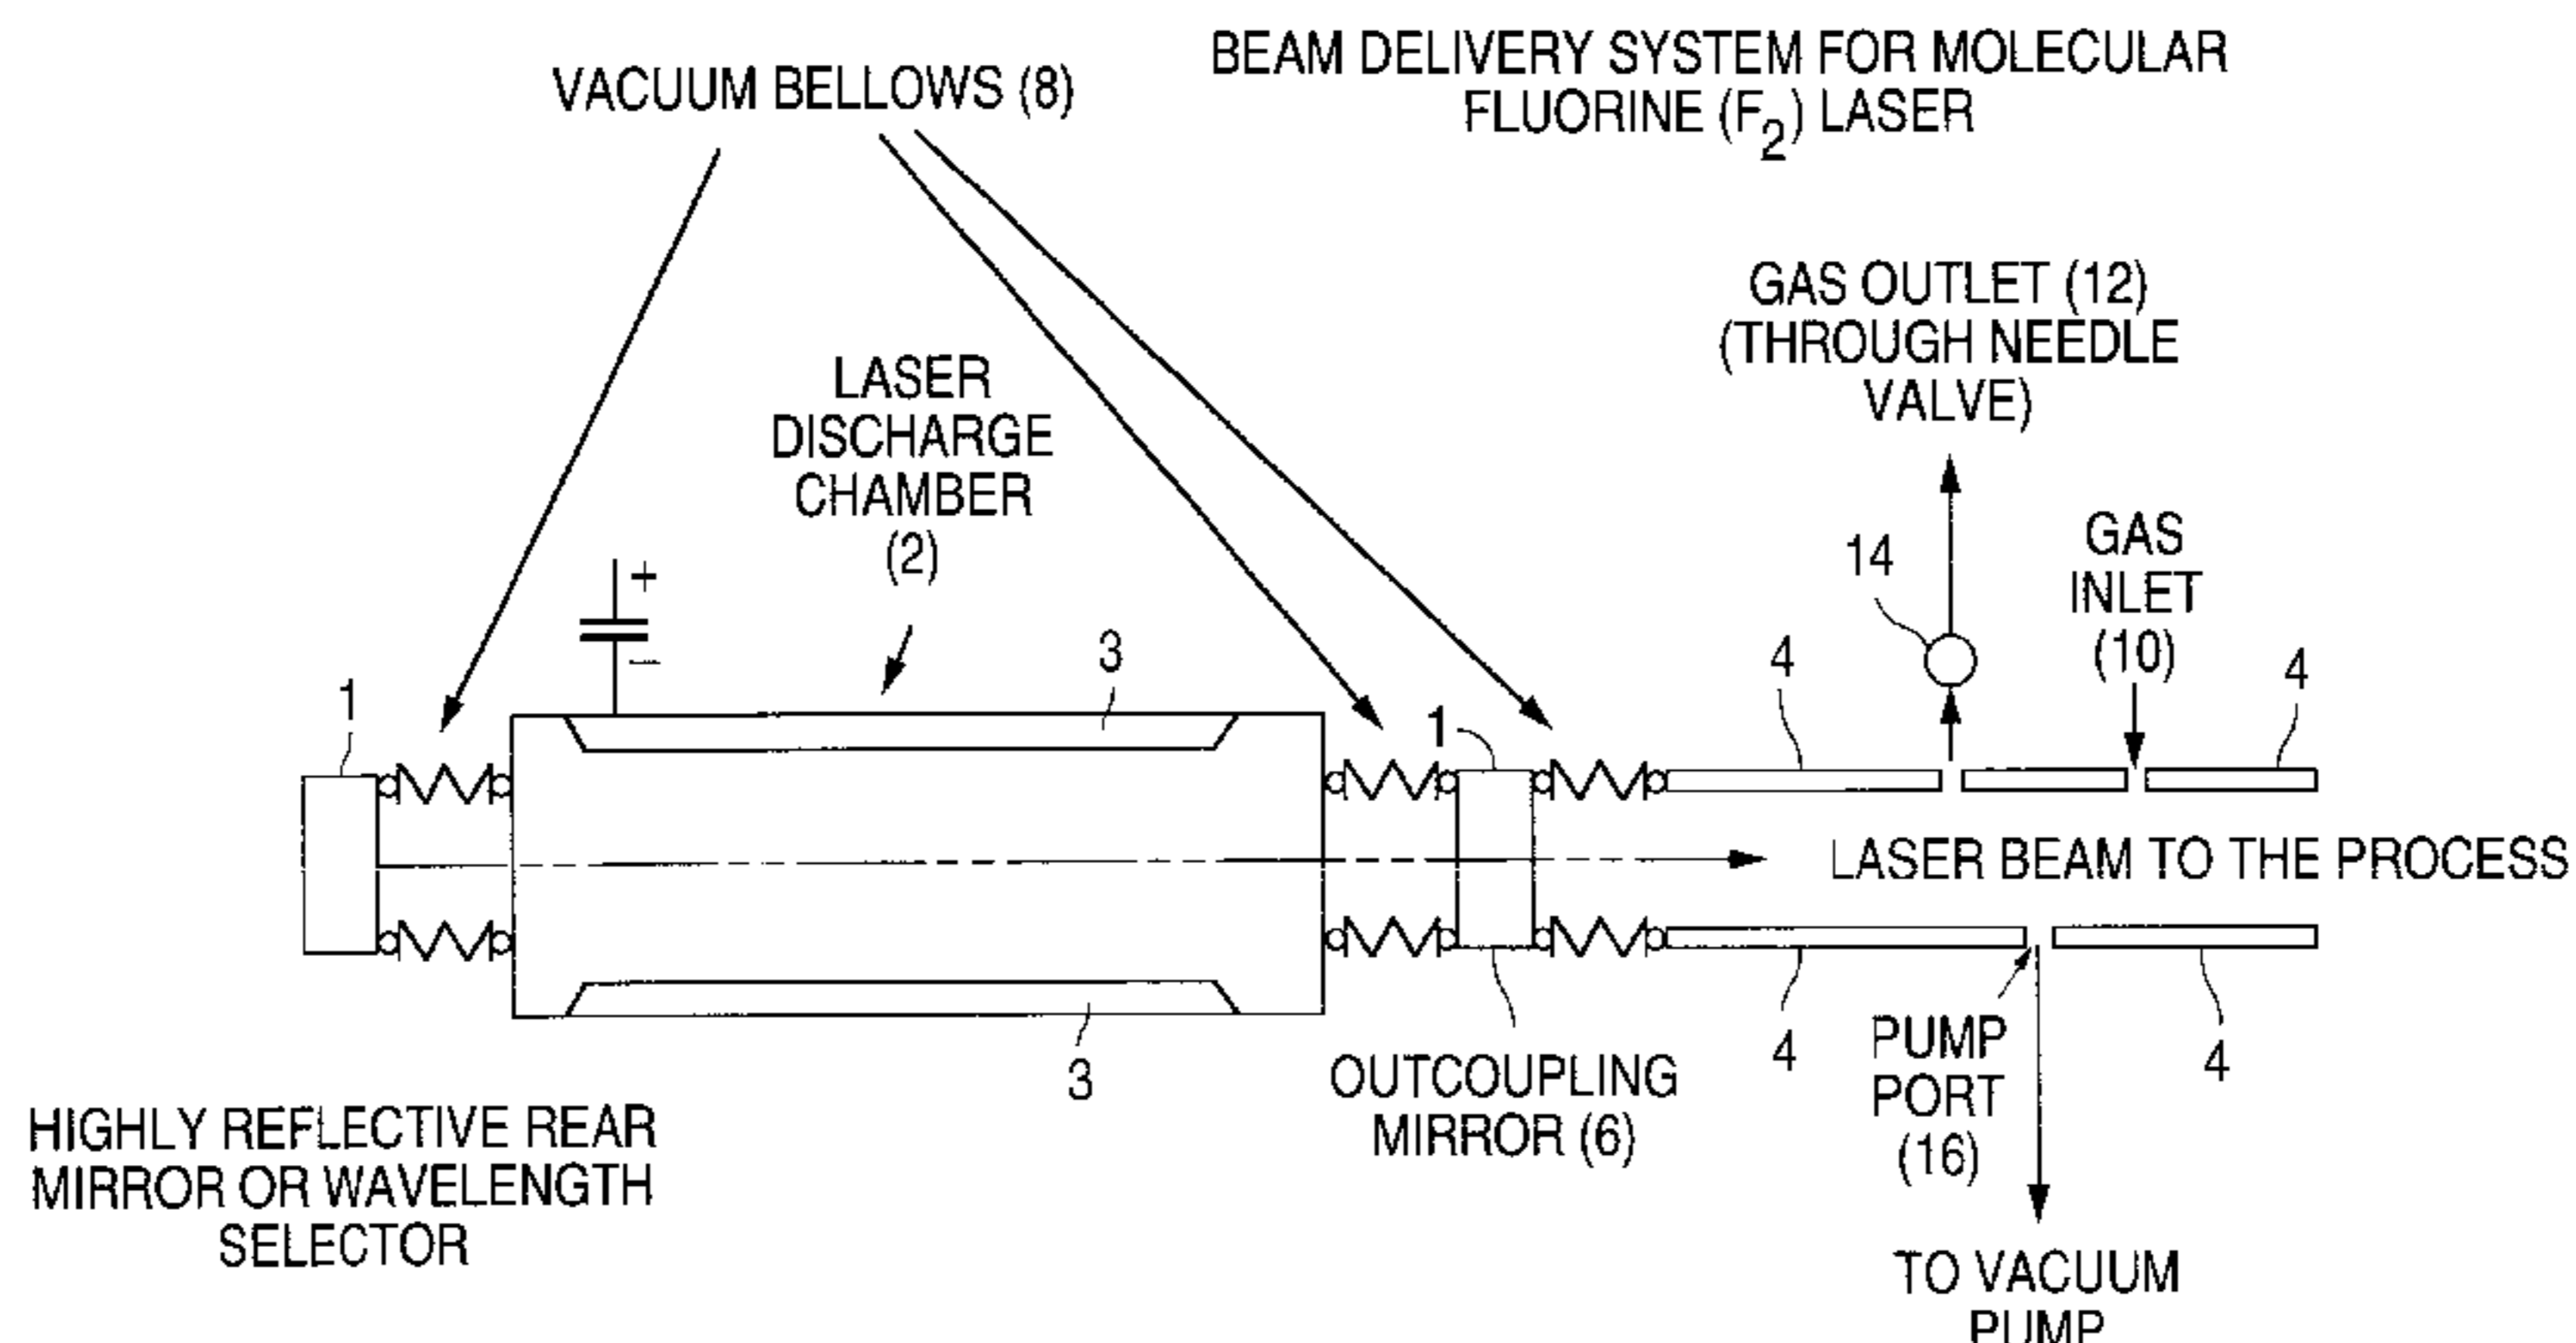 BEAM DELIVERY SYSTEM FOR MOLECULAR
FLUORINE (F2) LASER
VACUUM BELLOWS (8)
GAS OUTLET (12)
(THROUGH NEEDLE
VALVE)
LASER
DISCHARGE
CHAMBER
(2)
GAS
INLET
(10)
14
+
−
3
4
4
1
1
LASER BEAM TO THE PROCESS
3
4
4
PUMP
PORT
(16)
OUTCOUPLING
MIRROR (6)
HIGHLY REFLECTIVE REAR
MIRROR OR WAVELENGTH
SELECTOR
TO VACUUM
PUMP